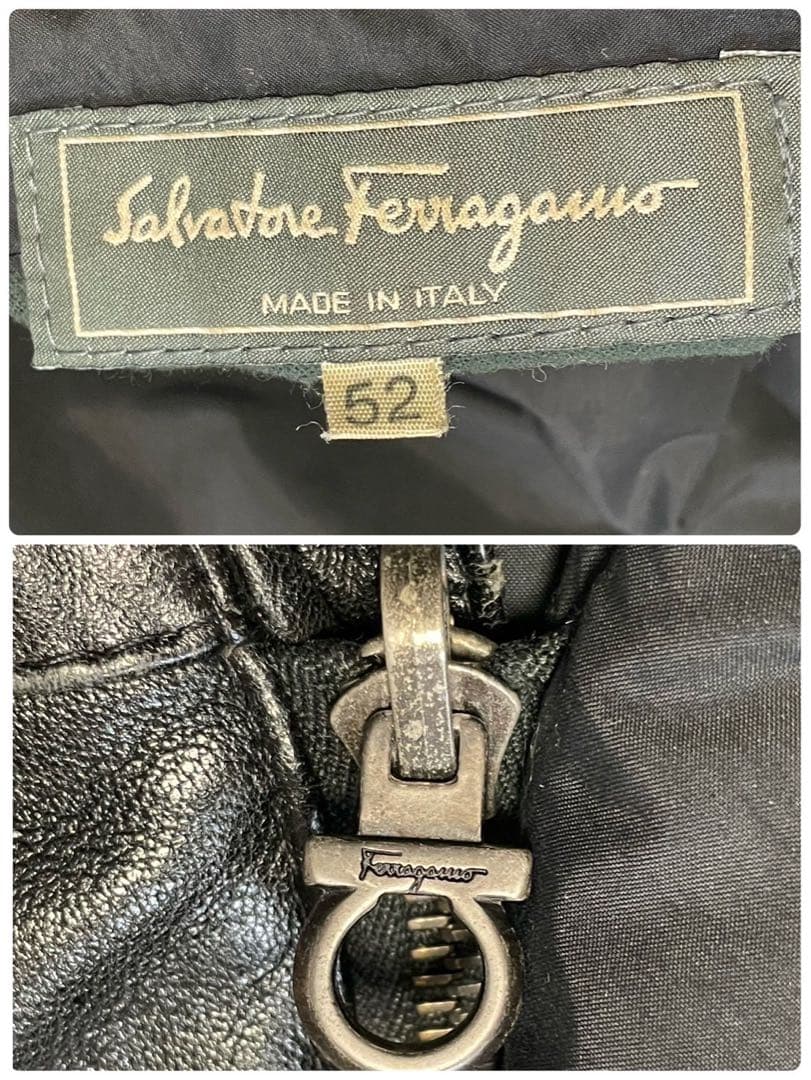 Salvatore Ferragamo
MADE IN ITALY
52
Ferragamo